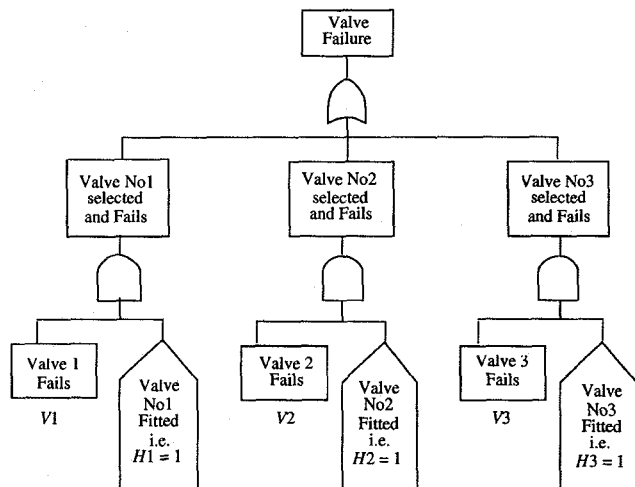 Valve
Failure
Valve No1
selected
and Fails
Valve No2
selected
and Fails
Valve No3
selected
and Fails
Valve 1
Fails
V1
Valve
No1
Fitted
i.e.
H1 = 1
Valve 2
Fails
V2
Valve
No2
Fitted
i.e.
H2 = 1
Valve 3
Fails
V3
Valve
No3
Fitted
i.e.
H3 = 1